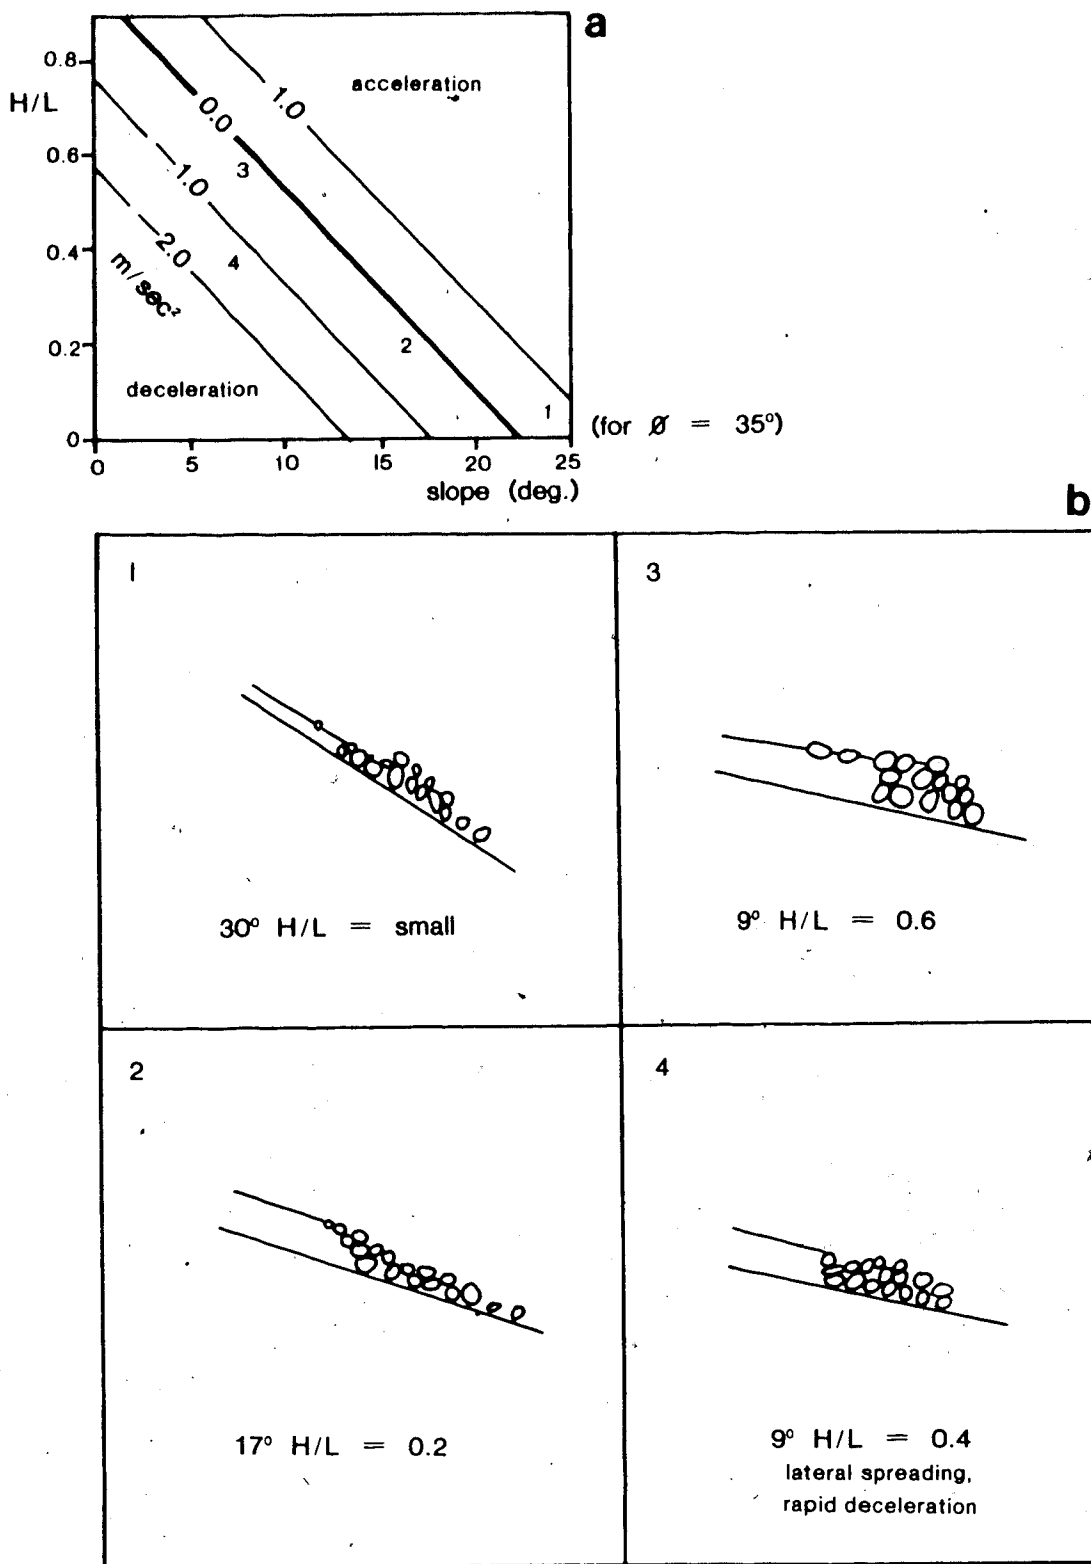 a
0.8
H/L
acceleration
1.0
0.0
0.6
3
1.0
0.4
4
2.0
m/sec²
0.2
2
deceleration
1
0
(for Ø = 35°)
0 5 10 15 20 25
slope (deg.)
b
1
30° H/L = small
3
9° H/L = 0.6
2
17° H/L = 0.2
4
9° H/L = 0.4
lateral spreading,
rapid deceleration